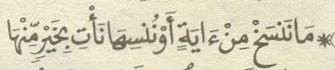 * مَا نَنسَخْ مِنْ ءَايَةٍ أَوْ نُنسِهَا نَأْتِ بِخَيْرٍ مِّنْهَا